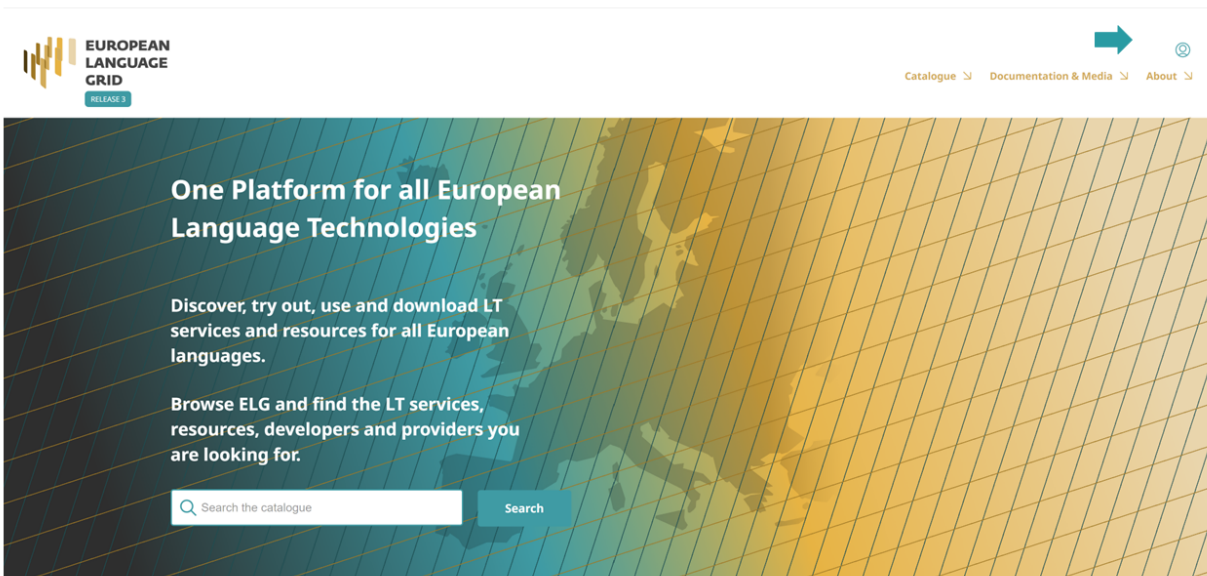 EUROPEAN
LANGUAGE
GRID
RELEASE 3
Catalogue Documentation & Media About
One Platform for all European
Language Technologies
Discover, try out, use and download LT
services and resources for all European
languages.
Browse ELG and find the LT services,
resources, developers and providers you
are looking for.
Search the catalogue Search